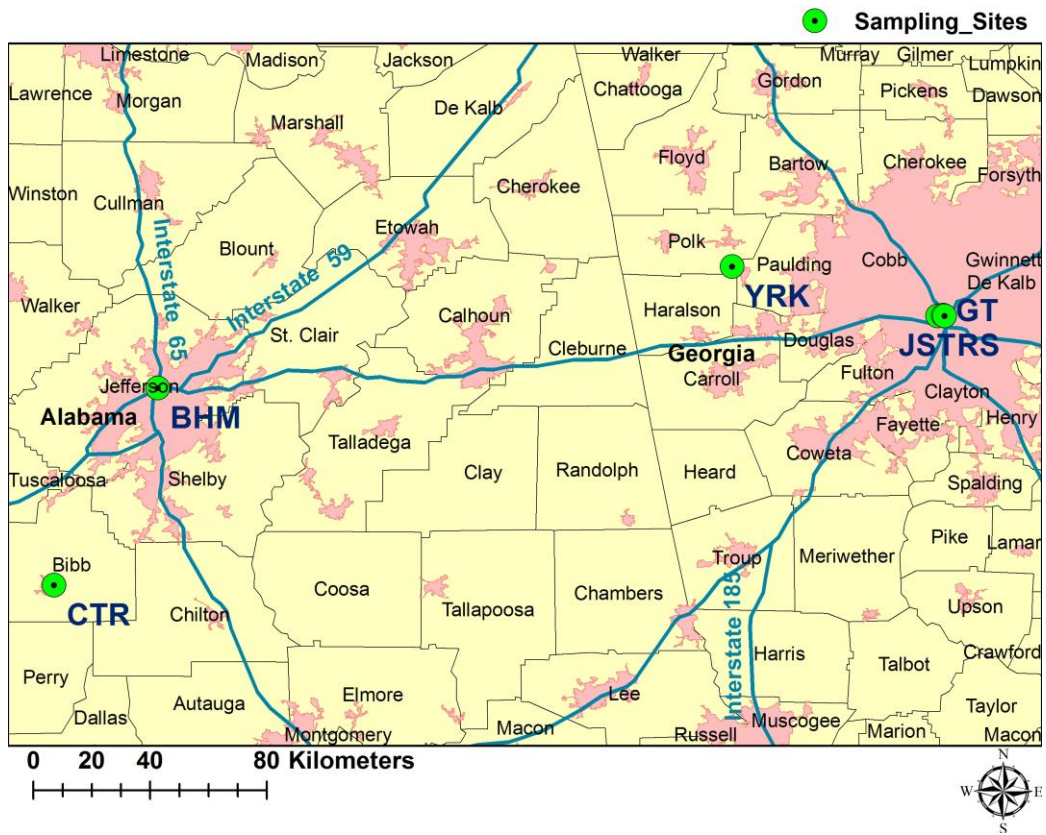 Sampling_Sites
Limestone
Madison
Jackson
Walker
Murray
Gilmer
Lumpkin
Lawrence
Morgan
De Kalb
Chattooga
Gordon
Pickens
Dawson
Marshall
Floyd
Bartow
Cherokee
Forsyth
Winston
Cullman
Cherokee
Blount
Etowah
Polk
Paulding
Cobb
Gwinnett
De Kalb
Interstate 65
Interstate 59
YRK
Walker
St. Clair
Calhoun
Haralson
GT
JSTRS
Cleburne
Georgia
Douglas
Jefferson
Carroll
Fulton
Clayton
Alabama
BHM
Henry
Fayette
Talladega
Coweta
Tuscaloosa
Shelby
Clay
Randolph
Heard
Spalding
Bibb
Coosa
Chambers
Troup
Meriwether
Pike
Lamar
CTR
Chilton
Tallapoosa
Upson
Interstate 185
Harris
Talbot
Crawford
Perry
Autauga
Elmore
Lee
Taylor
Dallas
Montgomery
Macon
Russell
Muscogee
Marion
Macon
0 20 40 80 Kilometers
N
W E
S